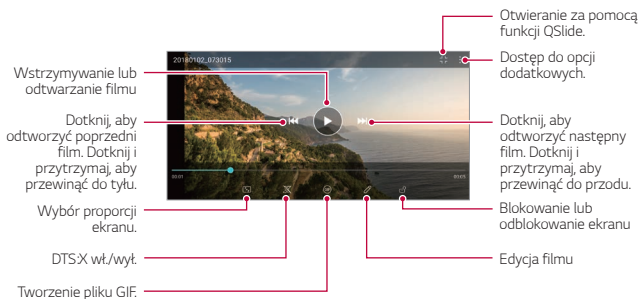 Otwieranie za pomocą
funkcji QSlide.
Dostęp do opcji
dodatkowych.
20180102_073015
Wstrzymywanie lub
odtwarzanie filmu
Dotknij, aby
odtworzyć poprzedni
film. Dotknij i
przytrzymaj, aby
przewinąć do tyłu.
Dotknij, aby
odtworzyć następny
film. Dotknij i
przytrzymaj, aby
przewinąć do przodu.
00:01
00:05
Wybór proporcji
ekranu.
Blokowanie lub
odblokowanie ekranu
DTS:X wł./wył.
Edycja filmu
Tworzenie pliku GIF.